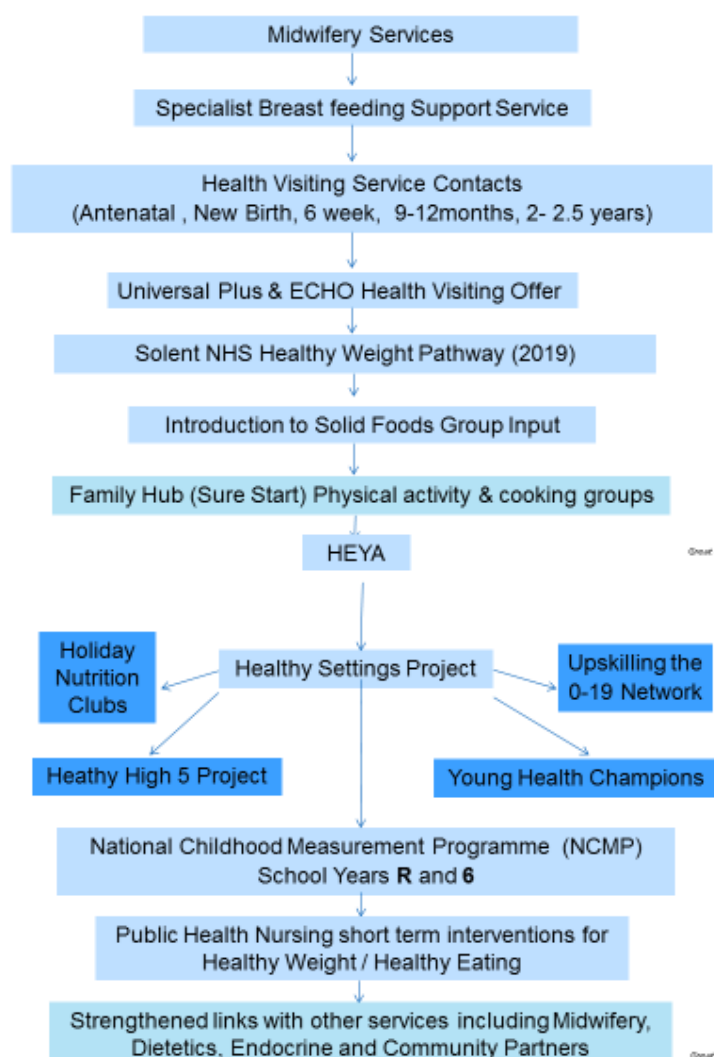 Midwifery Services
Specialist Breast feeding Support Service
Health Visiting Service Contacts
(Antenatal , New Birth, 6 week, 9-12months, 2- 2.5 years)
Universal Plus & ECHO Health Visiting Offer
Solent NHS Healthy Weight Pathway (2019)
Introduction to Solid Foods Group Input
Family Hub (Sure Start) Physical activity & cooking groups
HEYA
Great
Holiday
Nutrition
Clubs
Healthy Settings Project
Upskilling the
0-19 Network
Heathy High 5 Project
Young Health Champions
National Childhood Measurement Programme (NCMP)
School Years R and 6
Public Health Nursing short term interventions for
Healthy Weight / Healthy Eating
Strengthened links with other services including Midwifery,
Dietetics, Endocrine and Community Partners
Great